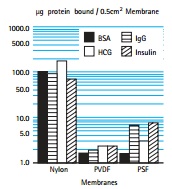 µg protein bound / 0.5cm² Membrane
1000.0
500.0
BSA
IgG
HCG
Insulin
100.0
50.0
10.0
5.0
1.0
Nylon PVDF PSF
Membranes